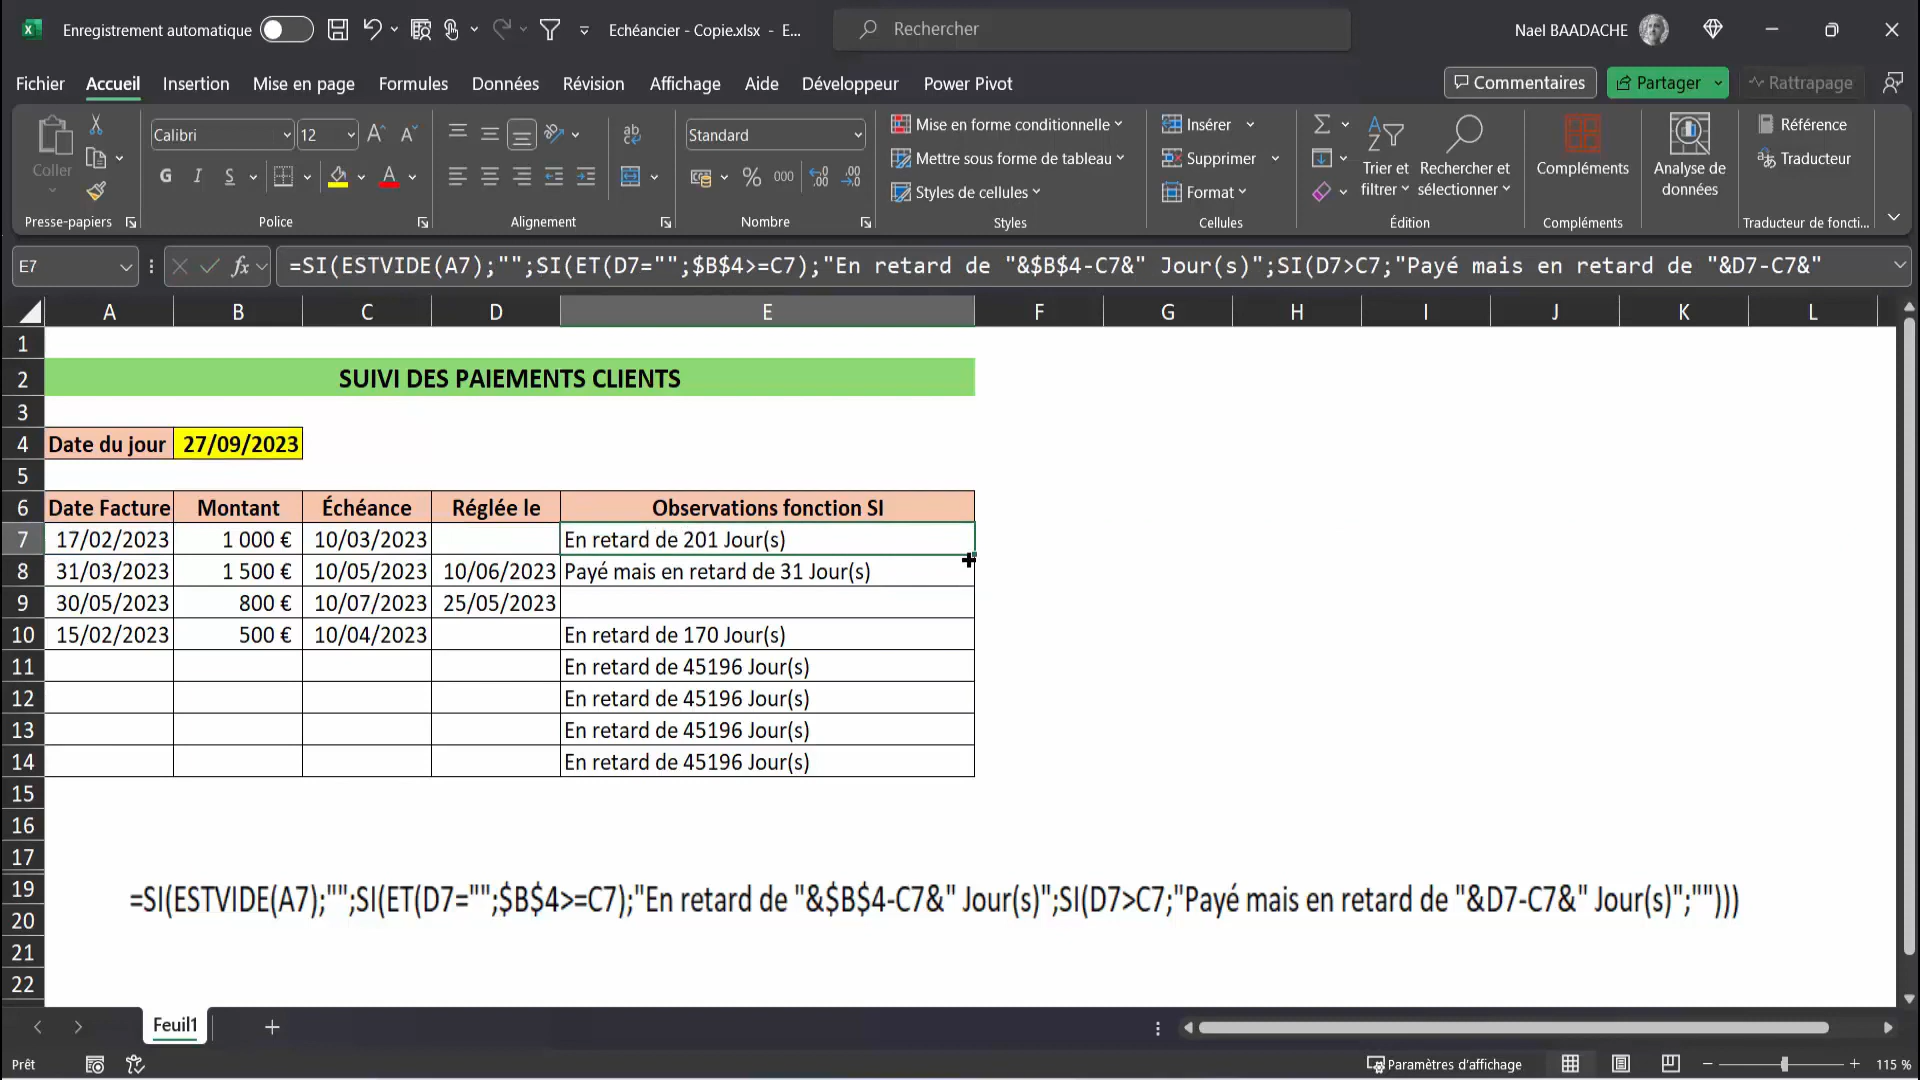 Enregistrement automatique
Echéancier - Copie.xlsx - E...
Rechercher
Nael BAADACHE
Fichier Accueil Insertion Mise en page Formules Données Révision Affichage Aide Développeur Power Pivot
Commentaires Partager Rattrapage
Coller
Presse-papiers
Calibri 12
G I S
Police
Alignement
Standard
% 000
Nombre
Mise en forme conditionnelle
Mettre sous forme de tableau
Styles de cellules
Styles
Insérer
Supprimer
Format
Cellules
Trier et filtrer
Rechercher et sélectionner
Édition
Compléments
Compléments
Analyse de données
Référence
Traducteur
Traducteur de foncti...
E7
fx
=SI(ESTVIDE(A7);"";SI(ET(D7="";$B$4>=C7);"En retard de "&$B$4-C7&" Jour(s)";SI(D7>C7;"Payé mais en retard de "&D7-C7&"
A B C D E F G H I J K L
1
2 SUIVI DES PAIEMENTS CLIENTS
3
4 Date du jour 27/09/2023
5
6 Date Facture Montant Échéance Réglée le Observations fonction SI
7 17/02/2023 1 000 € 10/03/2023 En retard de 201 Jour(s)
8 31/03/2023 1 500 € 10/05/2023 10/06/2023 Payé mais en retard de 31 Jour(s)
9 30/05/2023 800 € 10/07/2023 25/05/2023
10 15/02/2023 500 € 10/04/2023 En retard de 170 Jour(s)
11 En retard de 45196 Jour(s)
12 En retard de 45196 Jour(s)
13 En retard de 45196 Jour(s)
14 En retard de 45196 Jour(s)
15
16
17
19
=SI(ESTVIDE(A7);"";SI(ET(D7="";$B$4>=C7);"En retard de "&$B$4-C7&" Jour(s)";SI(D7>C7;"Payé mais en retard de "&D7-C7&" Jour(s)";"")))
20
21
22
Feuil1
Prêt
Paramètres d'affichage
115 %